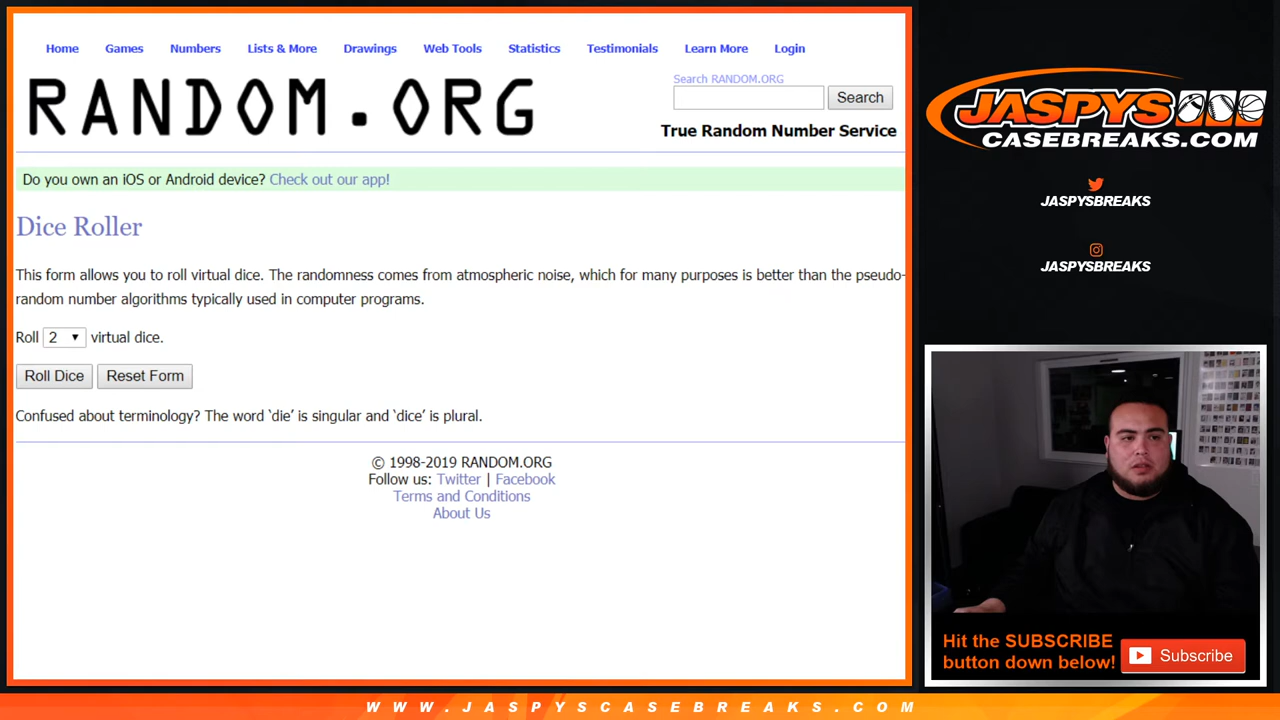 Home Games Numbers Lists & More Drawings Web Tools Statistics Testimonials Learn More Login
RANDOM.ORG
Search RANDOM.ORG
Search
True Random Number Service
Do you own an iOS or Android device? Check out our app!
Dice Roller
This form allows you to roll virtual dice. The randomness comes from atmospheric noise, which for many purposes is better than the pseudo-
random number algorithms typically used in computer programs.
Roll 2 virtual dice.
Roll Dice Reset Form
Confused about terminology? The word ‘die’ is singular and ‘dice’ is plural.
© 1998-2019 RANDOM.ORG
Follow us: Twitter | Facebook
Terms and Conditions
About Us
JASPYS
CASEBREAKS.COM
JASPYSBREAKS
JASPYSBREAKS
Hit the SUBSCRIBE
button down below!
Subscribe
WWW.JASPYSCASEBREAKS.COM